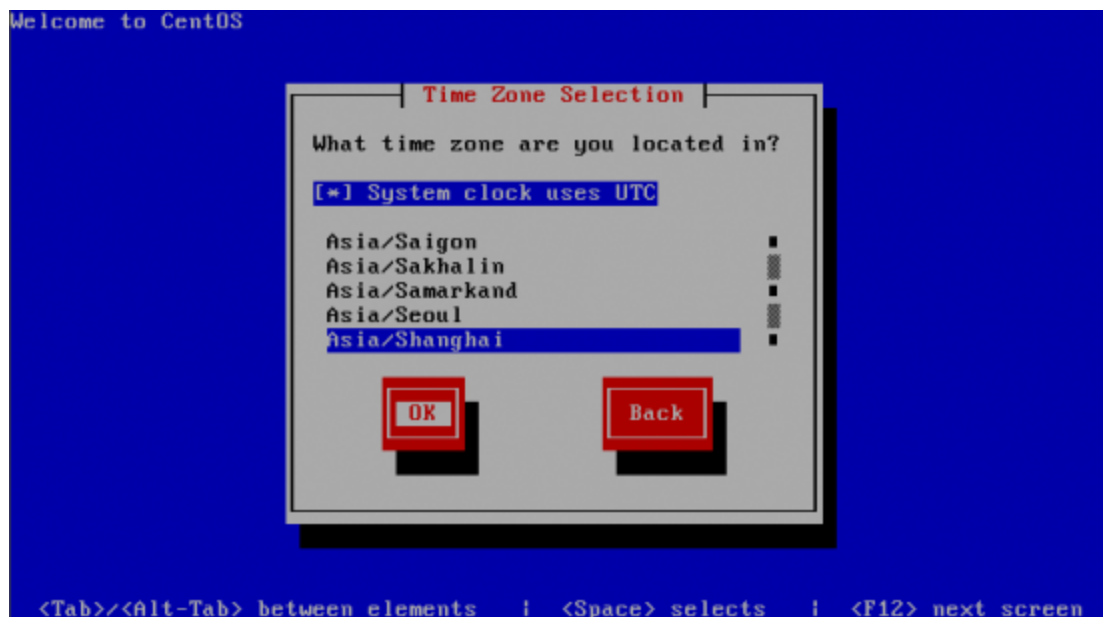 Welcome to CentOS
Time Zone Selection
What time zone are you located in?
[*] System clock uses UTC
Asia/Saigon
Asia/Sakhalin
Asia/Samarkand
Asia/Seoul
Asia/Shanghai
OK Back
<Tab>/<Alt-Tab> between elements | <Space> selects | <F12> next screen